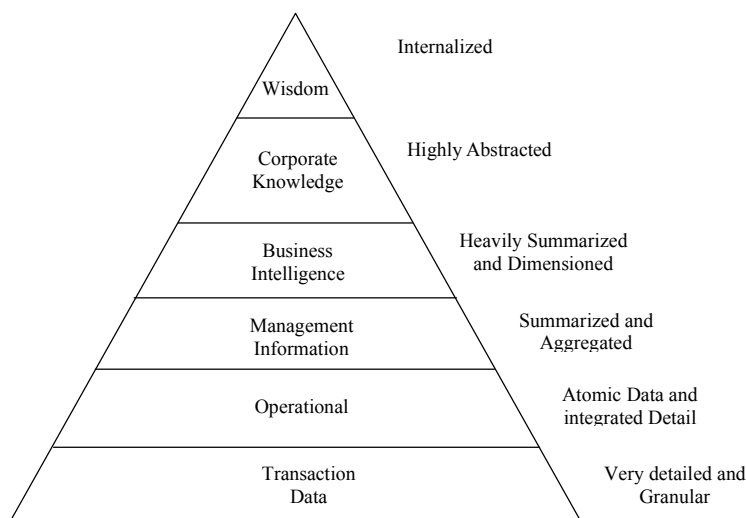 Internalized
Wisdom
Highly Abstracted
Corporate
Knowledge
Heavily Summarized
and Dimensioned
Business
Intelligence
Summarized and
Aggregated
Management
Information
Atomic Data and
integrated Detail
Operational
Transaction
Data
Very detailed and
Granular